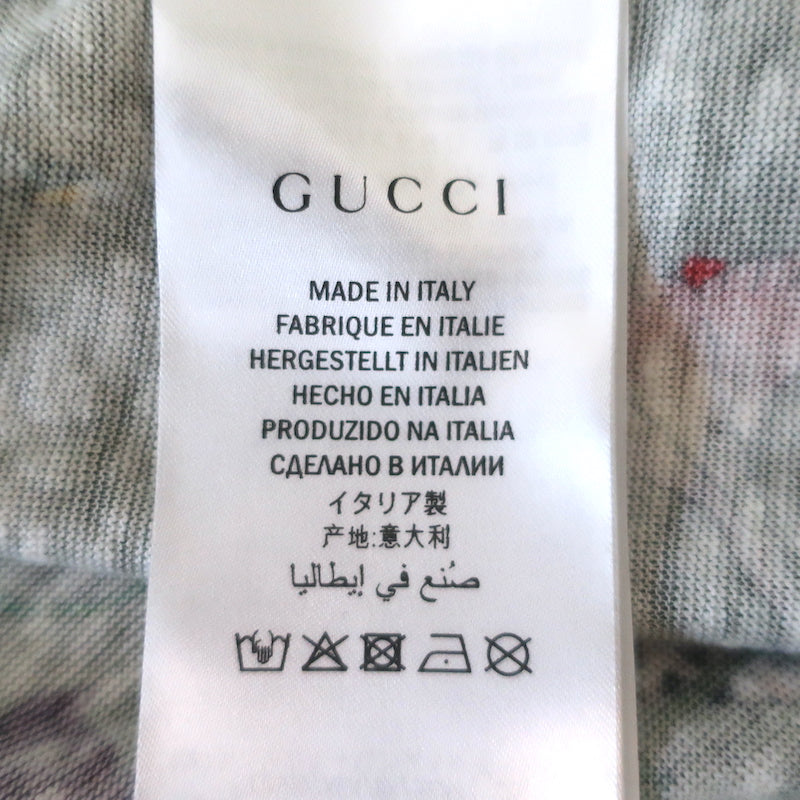 GUCCI
MADE IN ITALY
FABRIQUE EN ITALIE
HERGESTELLT IN ITALIEN
HECHO EN ITALIA
PRODUZIDO NA ITALIA
СДЕЛАНО В ИТАЛИИ
イタリア製
产地:意大利
صُنع في إيطاليا